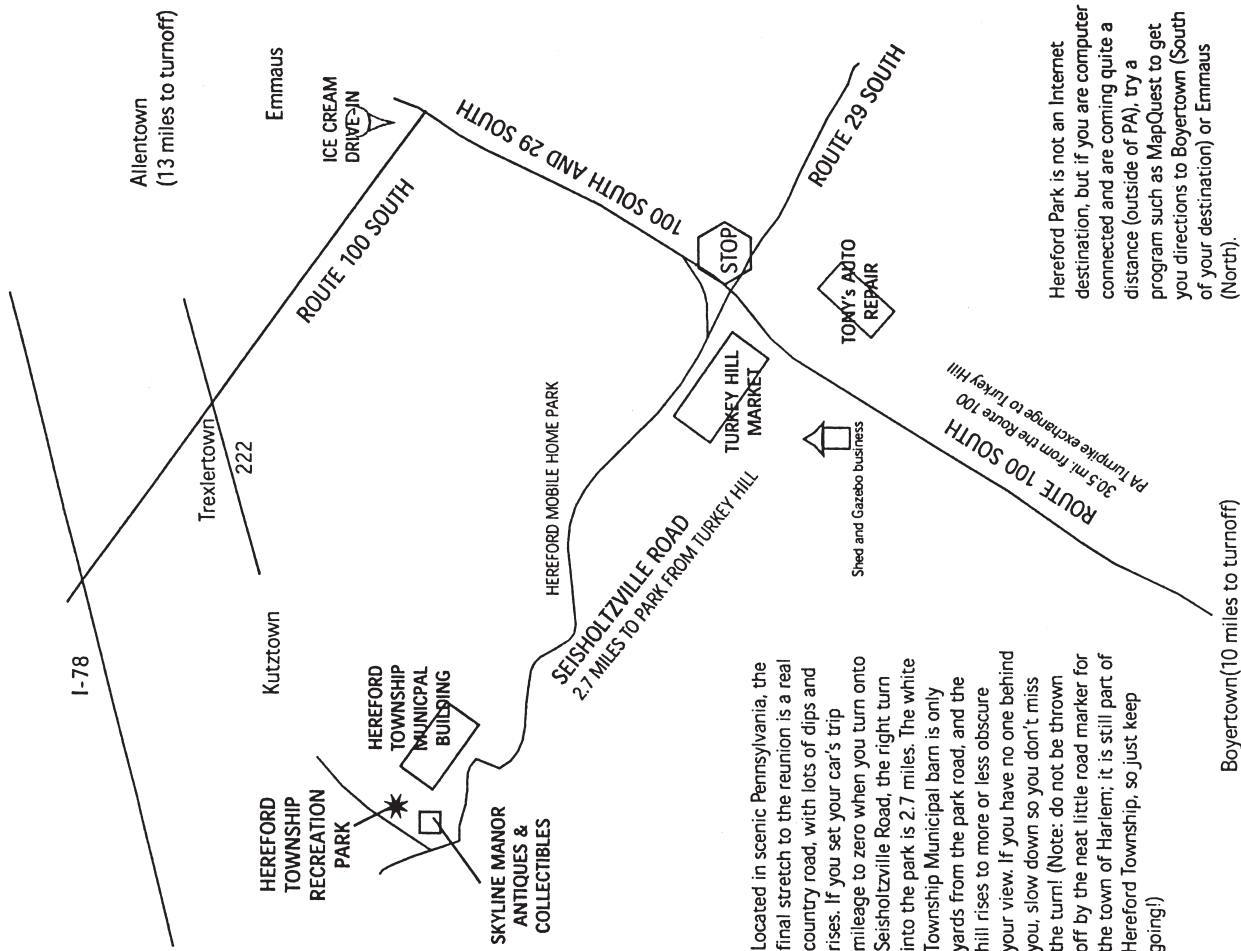 I-78
Allentown
(13 miles to turnoff)
Emmaus
ICE CREAM
DRIVE-IN
Trexlertown
222
Kutztown
ROUTE 100 SOUTH
100 SOUTH AND 29 SOUTH
HEREFORD
TOWNSHIP
RECREATION
PARK
HEREFORD
TOWNSHIP
MUNICPAL
BUILDING
SKYLINE MANOR
ANTIQUES &
COLLECTIBLES
HEREFORD MOBILE HOME PARK
SEISHOLTZVILLE ROAD
2.7 MILES TO PARK FROM TURKEY HILL
STOP
ROUTE 29 SOUTH
TURKEY HILL
MARKET
TONY's AUTO
REPAIR
Shed and Gazebo business
ROUTE 100 SOUTH
30.5 mi. from the Route 100
PA Turnpike exchange to Turkey Hill
Located in scenic Pennsylvania, the
final stretch to the reunion is a real
country road, with lots of dips and
rises. If you set your car's trip
mileage to zero when you turn onto
Seisholtzville Road, the right turn
into the park is 2.7 miles. The white
Township Municipal barn is only
yards from the park road, and the
hill rises to more or less obscure
your view. If you have no one behind
you, slow down so you don't miss
the turn! (Note: do not be thrown
off by the neat little road marker for
the town of Harlem; it is still part of
Hereford Township, so just keep
going!)
Boyertown(10 miles to turnoff)
Hereford Park is not an Internet
destination, but if you are computer
connected and are coming quite a
distance (outside of PA), try a
program such as MapQuest to get
you directions to Boyertown (South
of your destination) or Emmaus
(North).